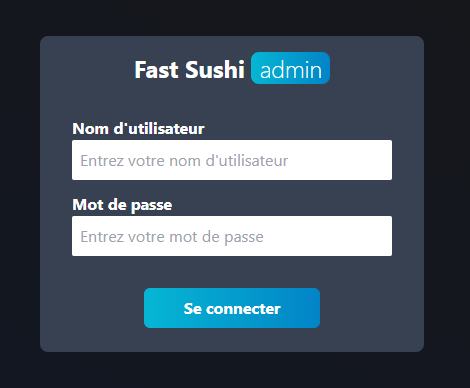 Fast Sushi admin
Nom d'utilisateur
Entrez votre nom d'utilisateur
Mot de passe
Entrez votre mot de passe
Se connecter